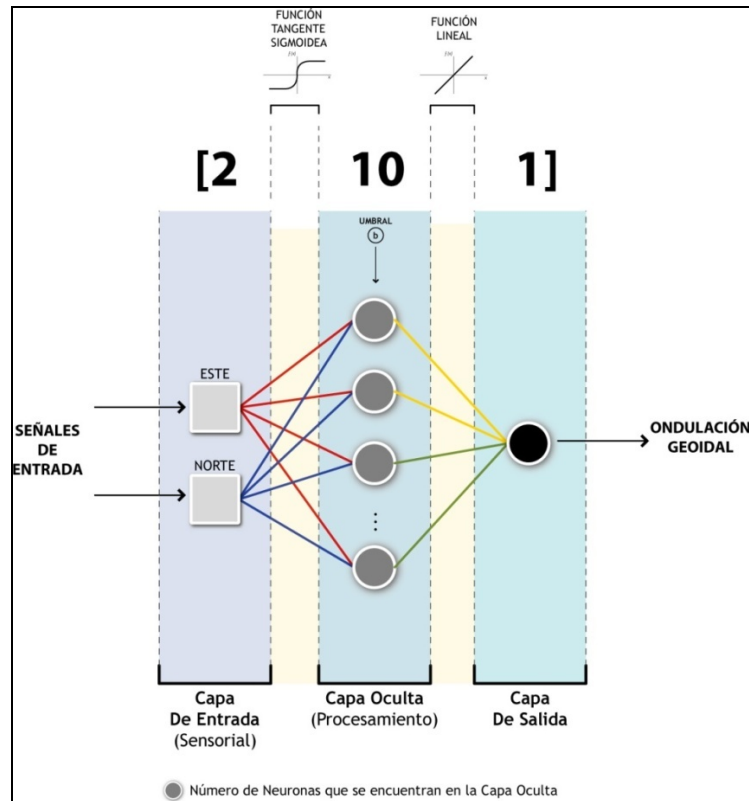 FUNCIÓN
TANGENTE
SIGMOIDEA
FUNCIÓN
LINEAL
[2
10
1]
UMBRAL
b
ESTE
NORTE
SEÑALES
DE
ENTRADA
ONDULACIÓN
GEOIDAL
...
Capa
De Entrada
(Sensorial)
Capa Oculta
(Procesamiento)
Capa
De Salida
Número de Neuronas que se encuentran en la Capa Oculta